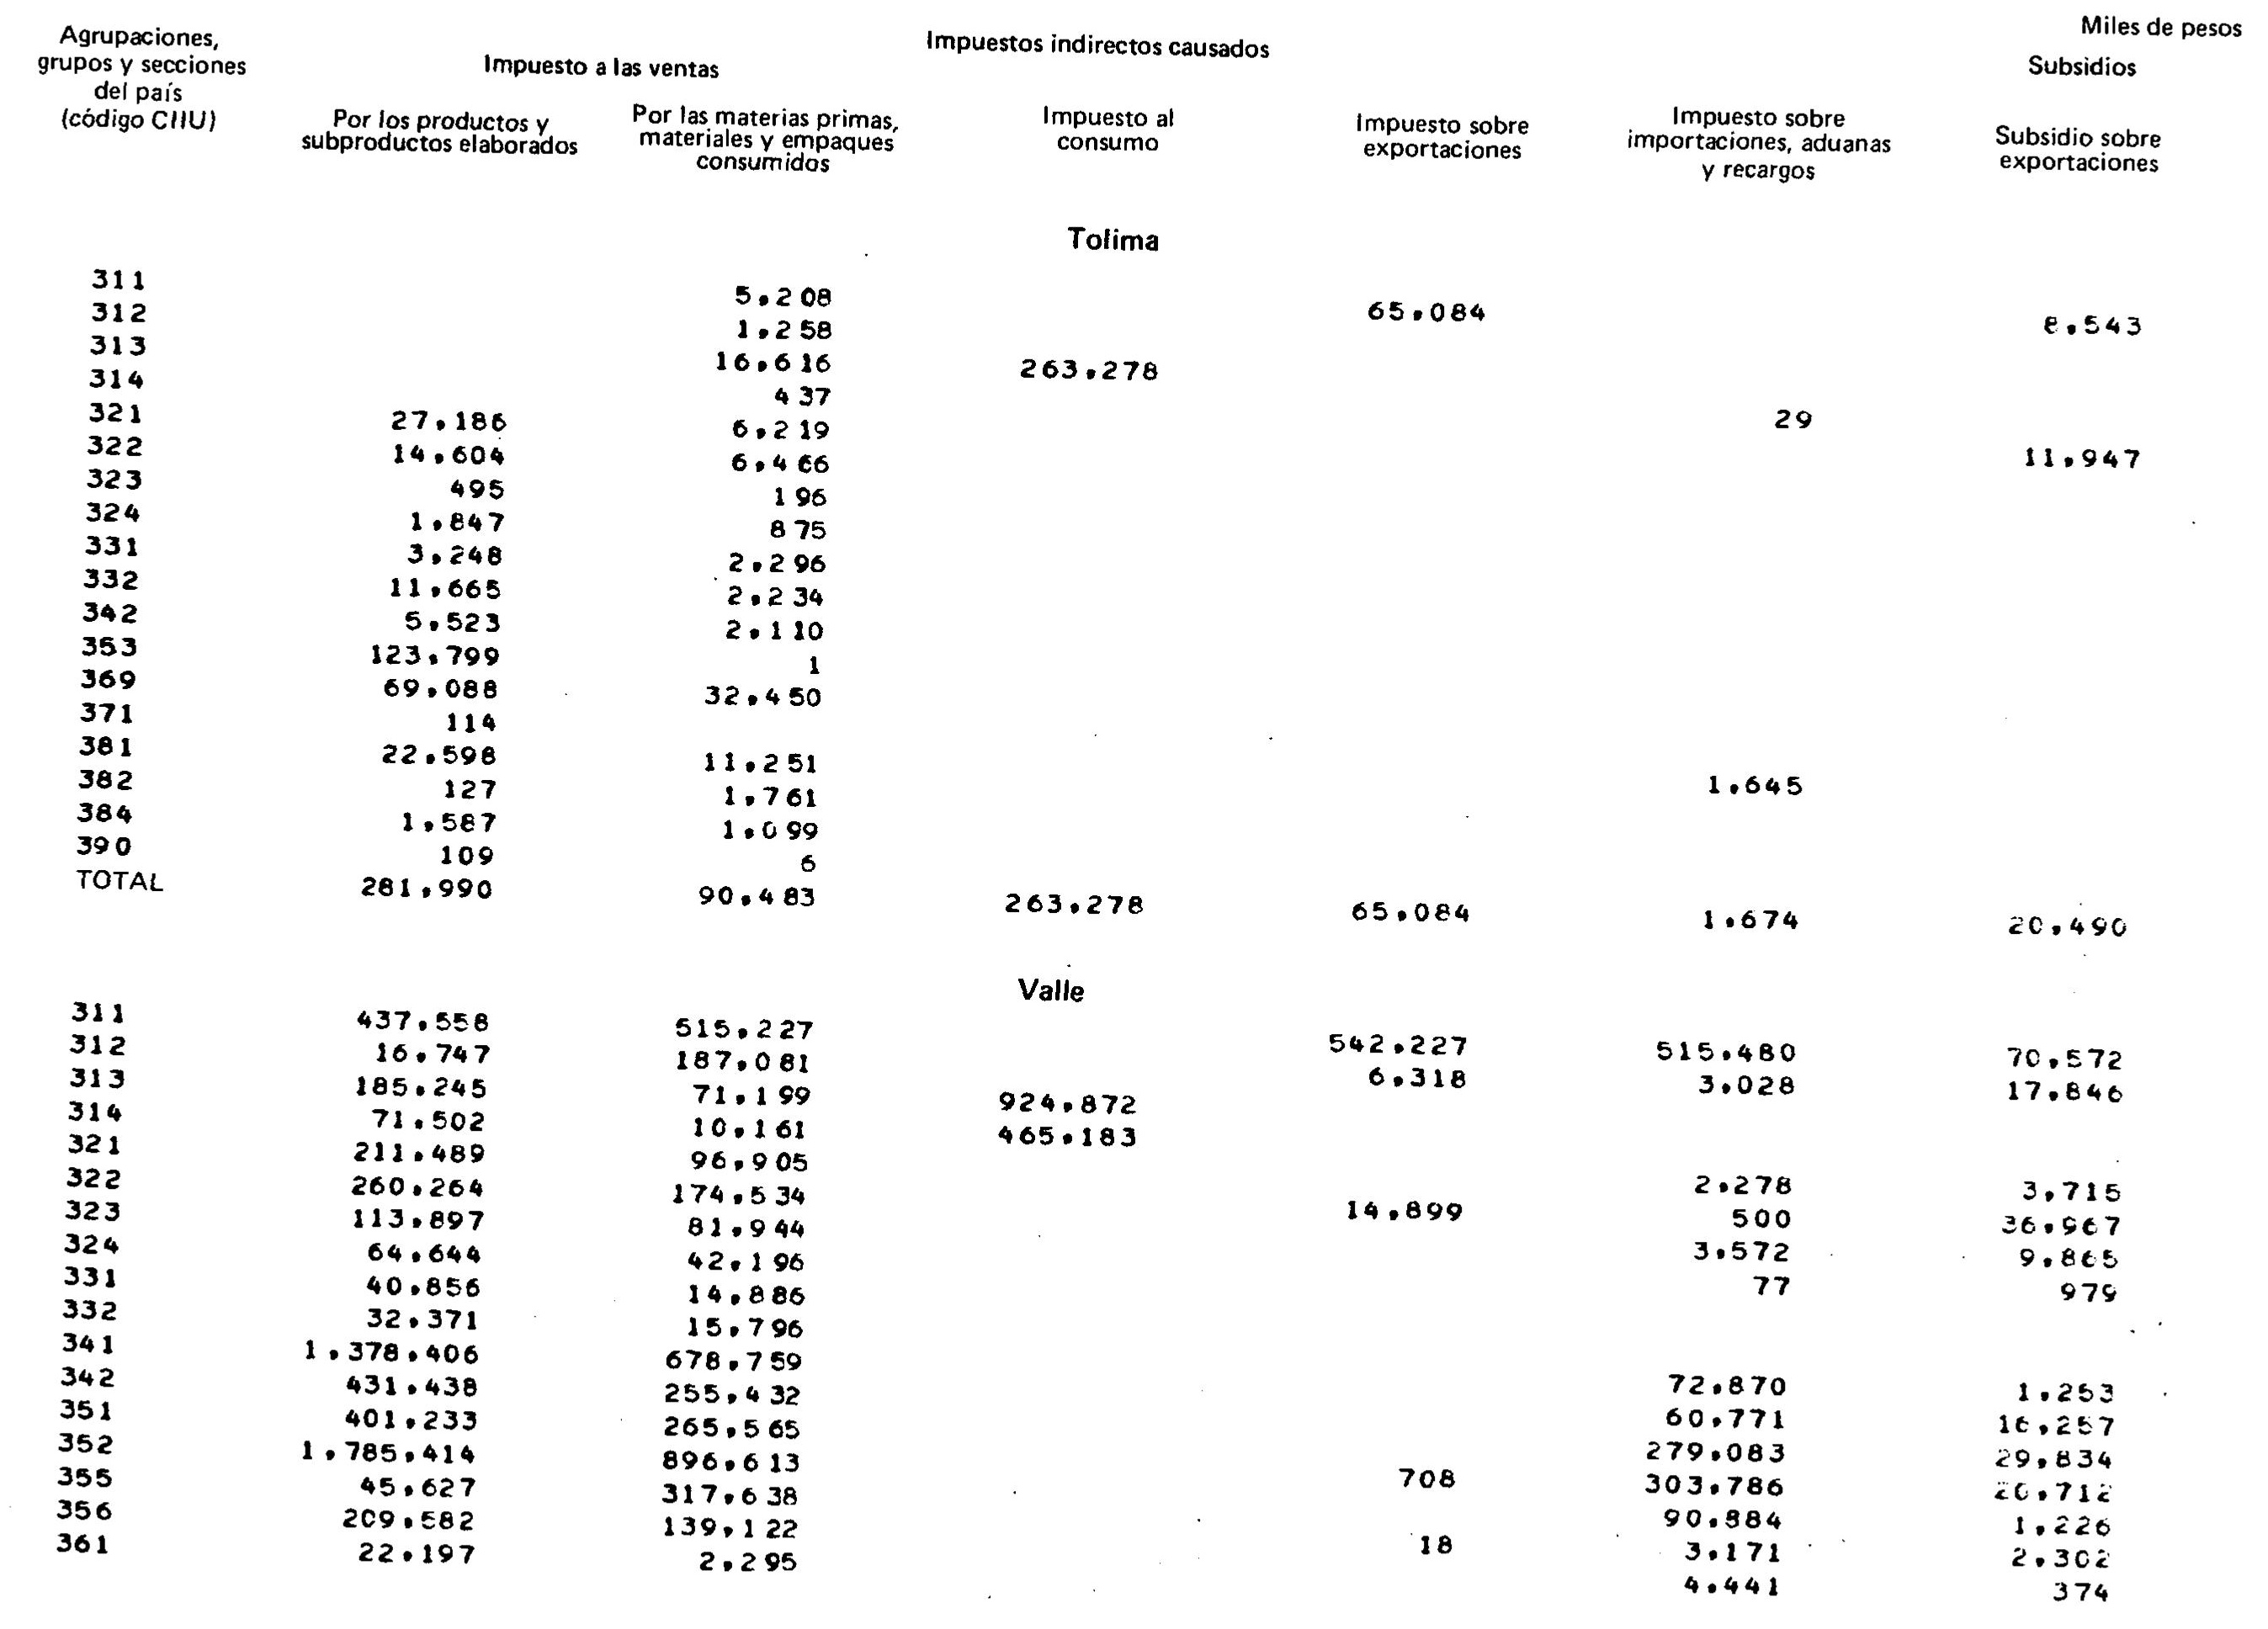 Miles de pesos
Agrupaciones, grupos y secciones del país (código CIIU)
Impuestos indirectos causados
Impuesto a las ventas
Subsidios
Por los productos y subproductos elaborados
Por las materias primas, materiales y empaques consumidos
Impuesto al consumo
Impuesto sobre exportaciones
Impuesto sobre importaciones, aduanas y recargos
Subsidio sobre exportaciones
Tolima
311 5.208 65.084 8.543
312 1.258
313 16.616 263.278
314 437 29
321 27.186 6.219 11.947
322 14.604 6.466
323 495 196
324 1.847 875
331 3.248 2.296
332 11.665 2.234
342 5.523 2.110
353 123.799 1
369 69.088 32.450
371 114
381 22.598 11.251 1.645
382 127 1.761
384 1.587 1.099
390 109 6
TOTAL 281.990 90.483 263.278 65.084 1.674 20.490
Valle
311 437.558 515.227 542.227 515.480 70.572
312 16.747 187.081 6.318 3.028 17.846
313 185.245 71.199 924.872
314 71.502 10.161 465.183
321 211.489 96.905 2.278 3.715
322 260.264 174.534 14.899 500 36.967
323 113.897 81.944 3.572 9.865
324 64.644 42.196 77 979
331 40.856 14.886
332 32.371 15.796
341 1.378.406 678.759 72.870 1.253
342 431.438 255.432 60.771 16.257
351 401.233 265.565 279.083 29.834
352 1.785.414 896.613 708 303.786 20.712
355 45.627 317.638 90.884 1.226
356 209.582 139.122 18 3.171 2.302
361 22.197 2.295 4.441 374